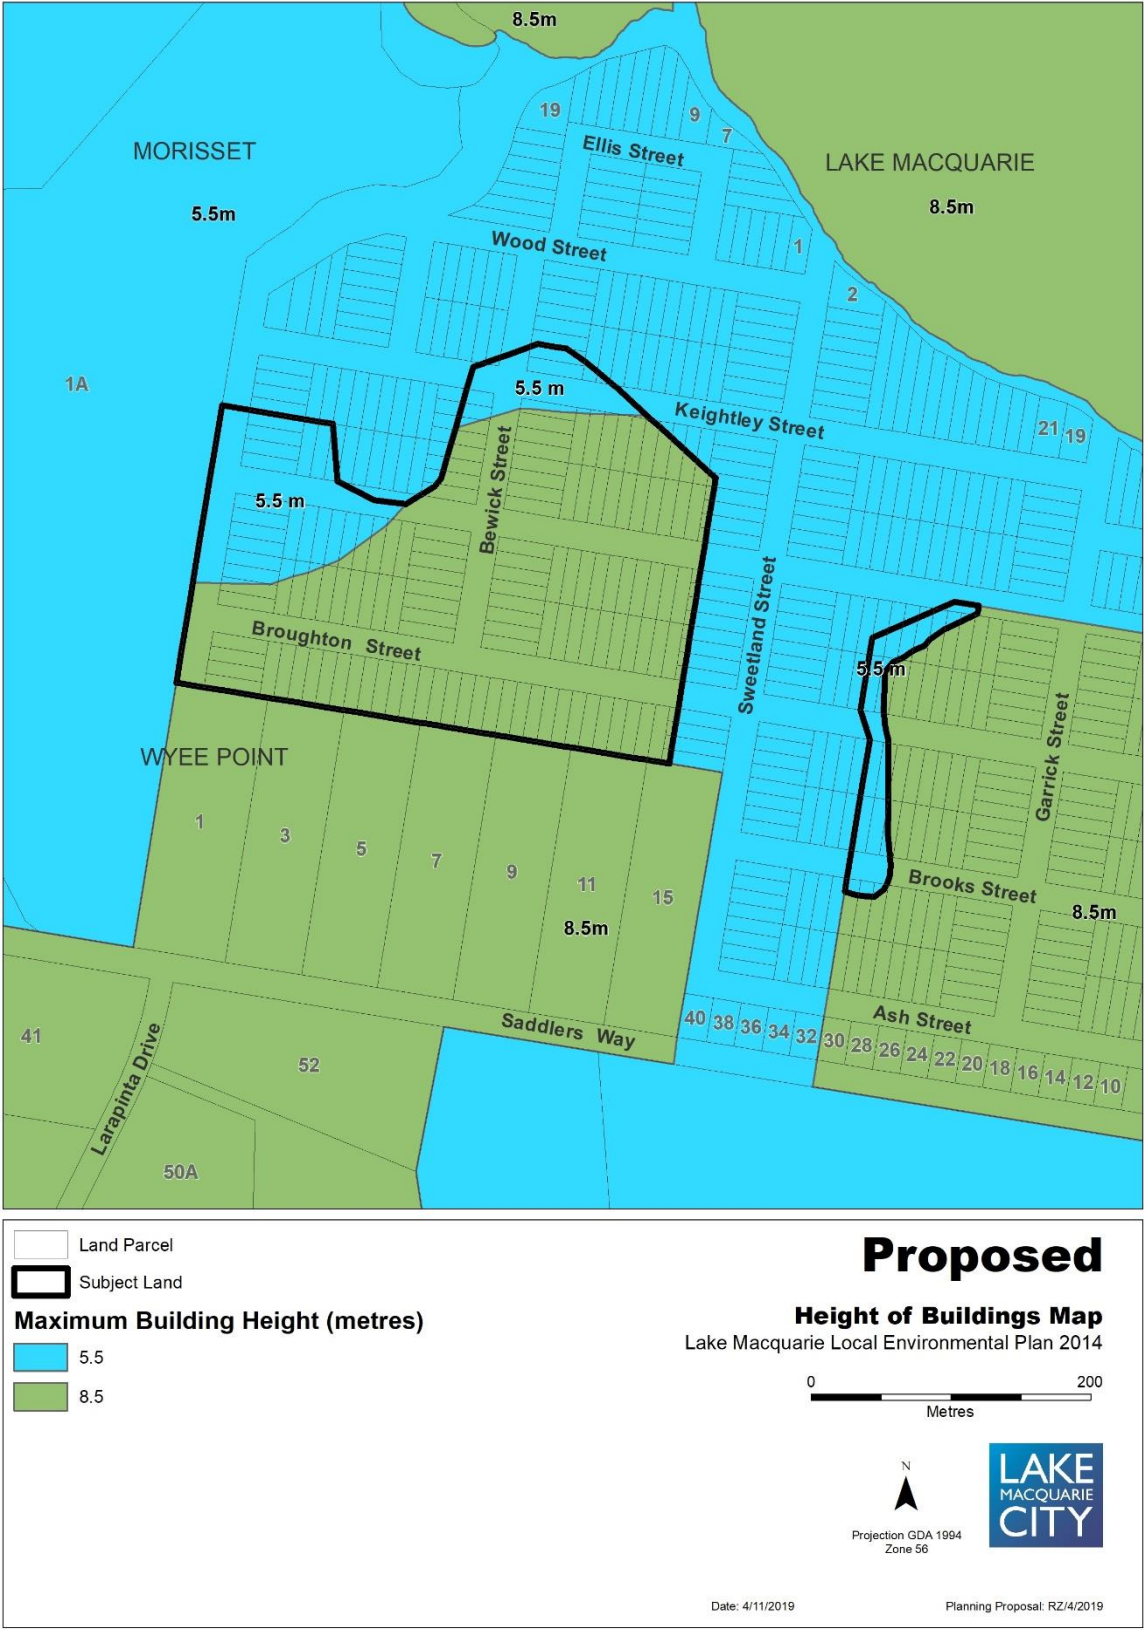 8.5m
19
9
7
Ellis Street
MORISSET
LAKE MACQUARIE
5.5m
8.5m
Wood Street
1
2
1A
5.5 m
Keightley Street
21
19
Bewick Street
5.5 m
Sweetland Street
Broughton Street
5.5 m
Garrick Street
WYEE POINT
1
3
5
7
9
11
15
Brooks Street
8.5m
8.5m
Saddlers Way
40
38
36
34
32
30
28
26
24
22
20
18
16
14
12
10
Ash Street
41
Larapinta Drive
52
50A
Land Parcel
Subject Land
Maximum Building Height (metres)
5.5
8.5
Proposed
Height of Buildings Map
Lake Macquarie Local Environmental Plan 2014
0
200
Metres
N
Projection GDA 1994
Zone 56
LAKE
MACQUARIE
CITY
Date: 4/11/2019
Planning Proposal: RZ/4/2019